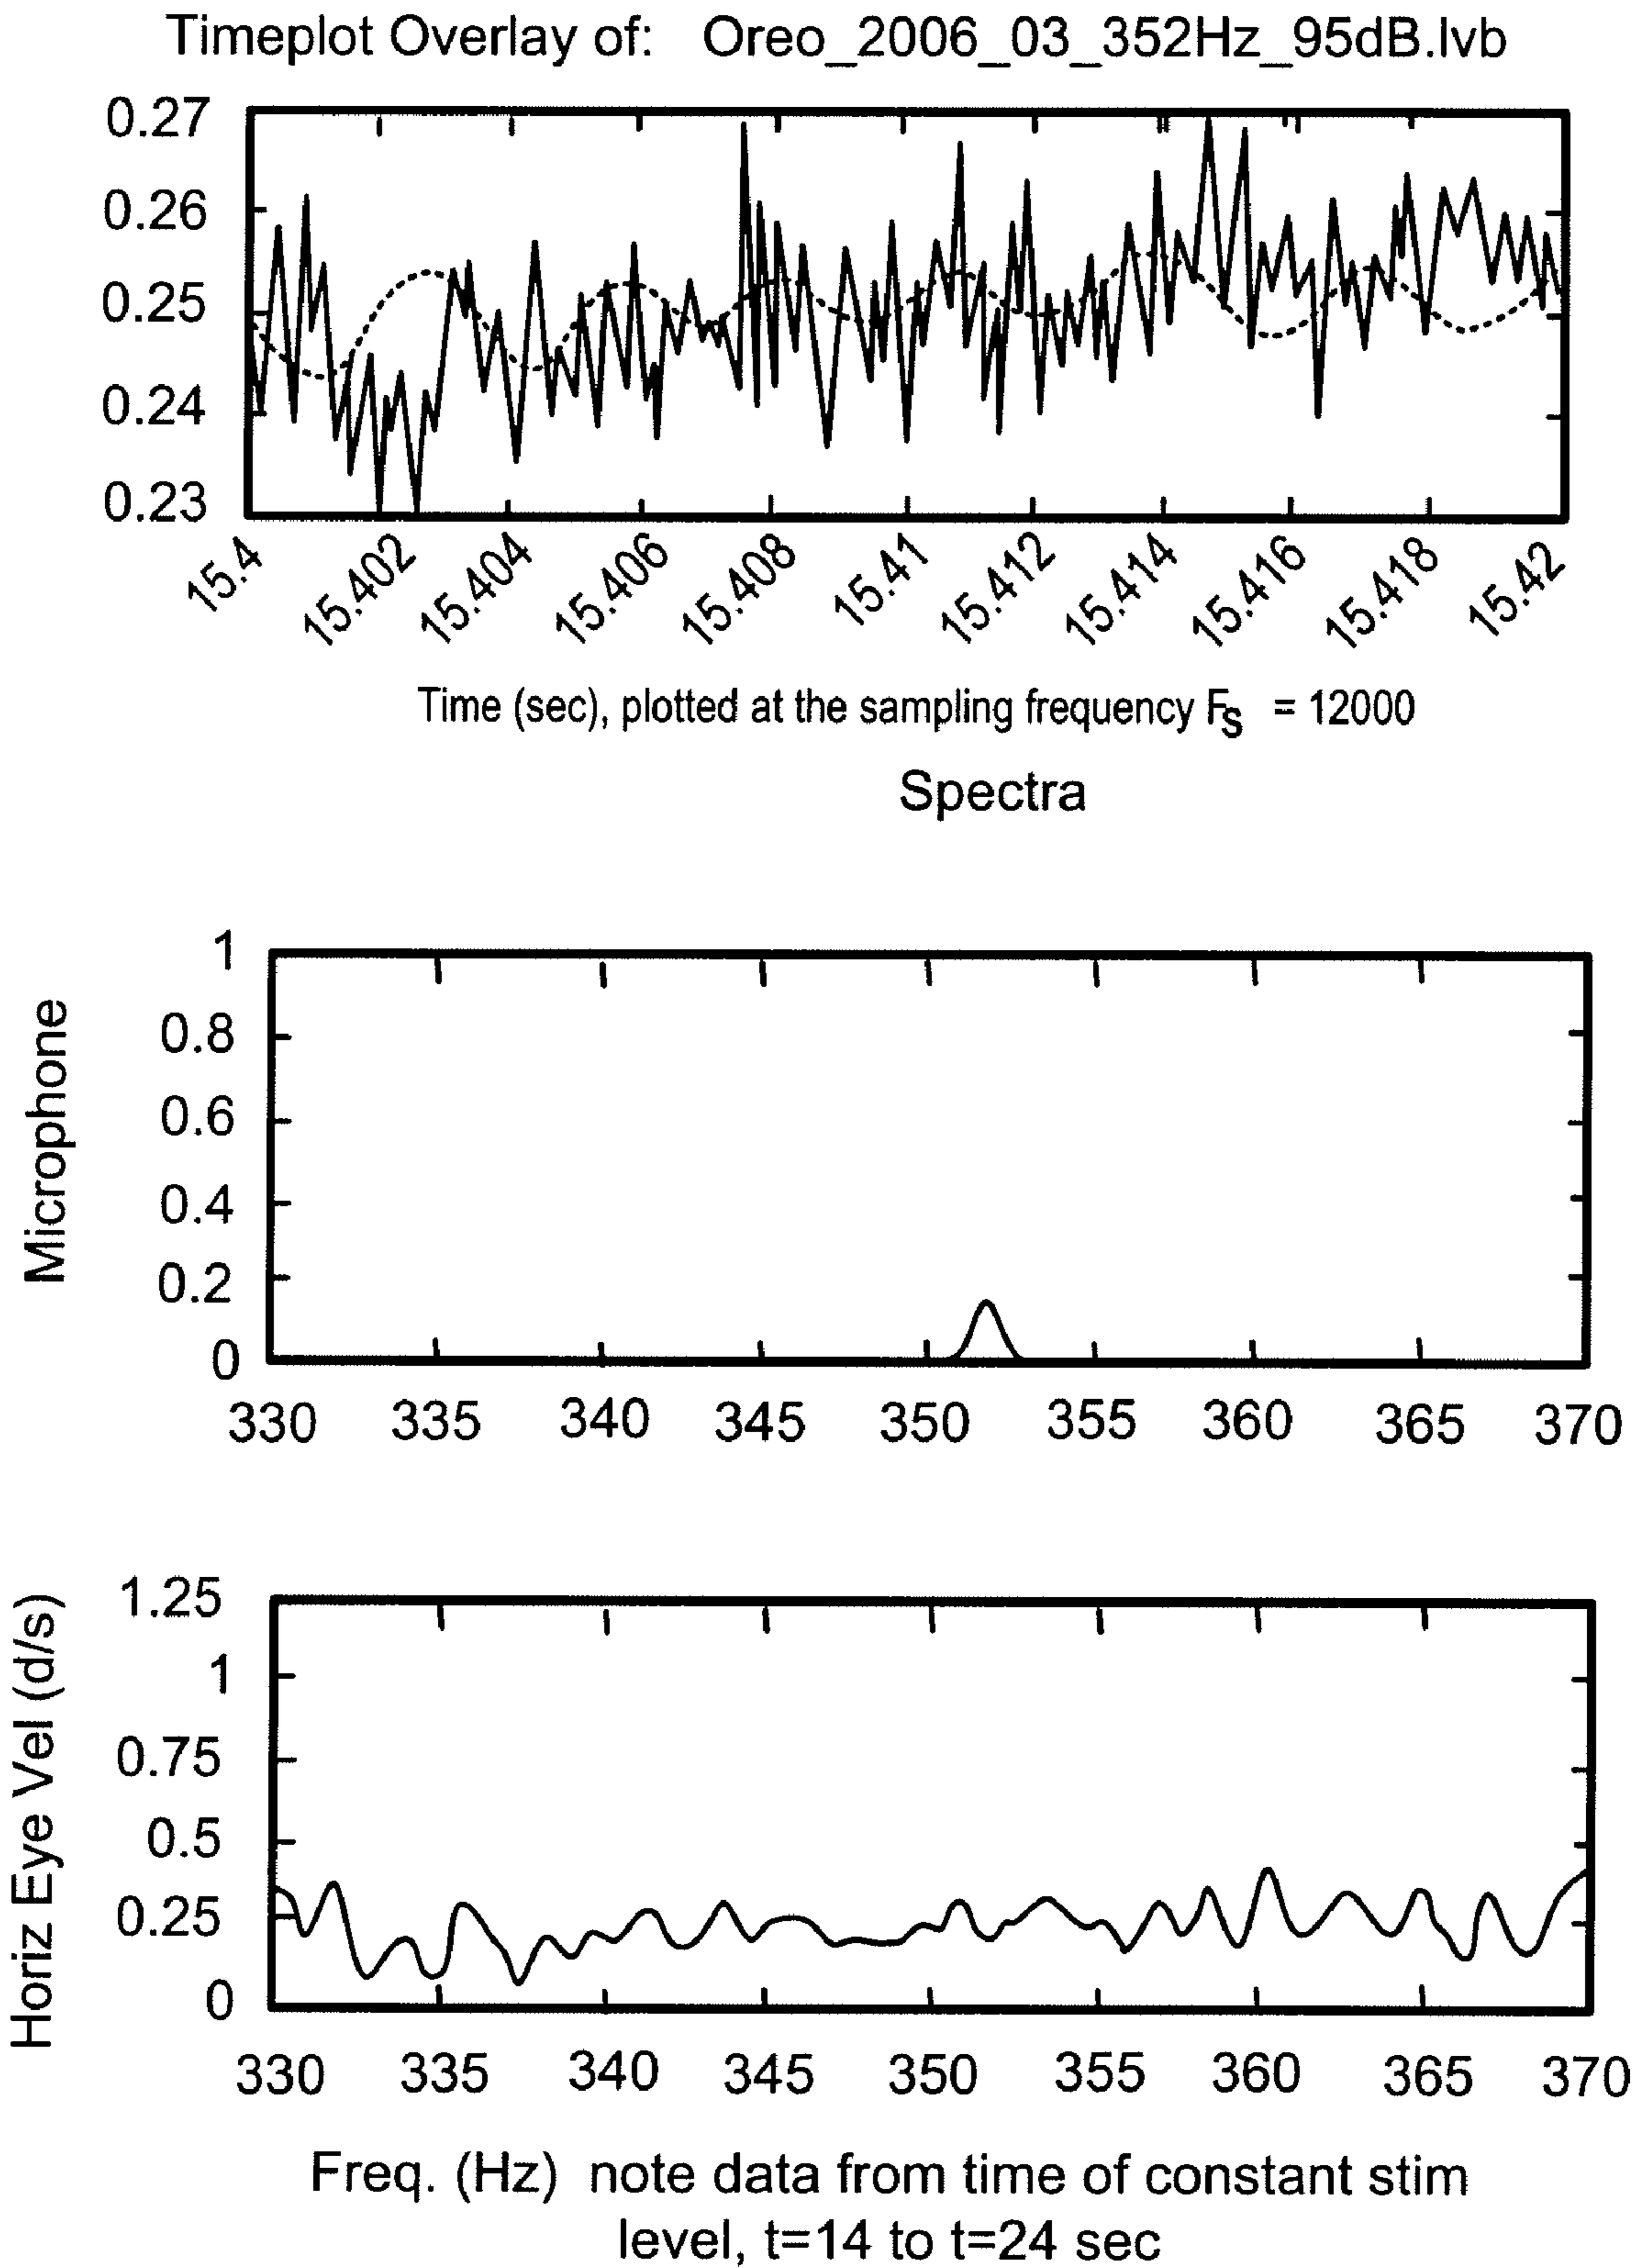 Timeplot Overlay of: Oreo_2006_03_352Hz_95dB.lvb
0.27
0.26
0.25
0.24
0.23
15.4 15.402 15.404 15.406 15.408 15.41 15.412 15.414 15.416 15.418 15.42
Time (sec), plotted at the sampling frequency FS = 12000
Spectra
Microphone
1
0.8
0.6
0.4
0.2
0
330 335 340 345 350 355 360 365 370
Horiz Eye Vel (d/s)
1.25
1
0.75
0.5
0.25
0
330 335 340 345 350 355 360 365 370
Freq. (Hz) note data from time of constant stim
level, t=14 to t=24 sec